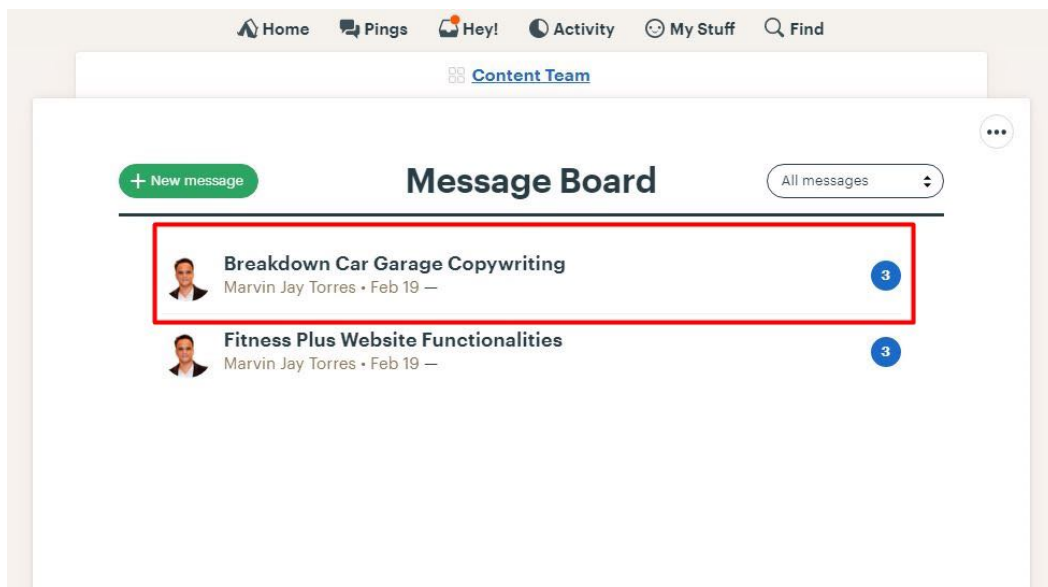 Home Pings Hey! Activity My Stuff Find
Content Team
+ New message Message Board All messages
Breakdown Car Garage Copywriting
Marvin Jay Torres • Feb 19 — 3
Fitness Plus Website Functionalities
Marvin Jay Torres • Feb 19 — 3